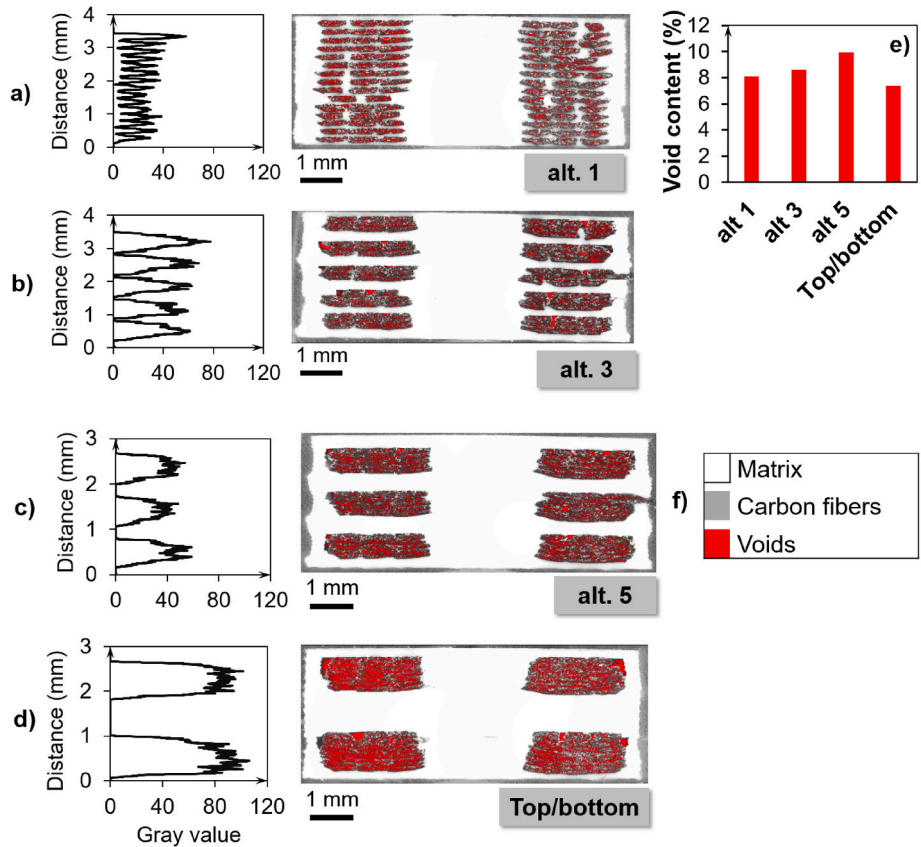 a)
Distance (mm)
4
3
2
1
0
0 40 80 120
1 mm
alt. 1
e)
Void content (%)
12
10
8
6
4
2
0
alt 1
alt 3
alt 5
Top/bottom
b)
Distance (mm)
4
3
2
1
0
0 40 80 120
1 mm
alt. 3
c)
Distance (mm)
3
2
1
0
0 40 80 120
1 mm
alt. 5
f)
Matrix
Carbon fibers
Voids
d)
Distance (mm)
3
2
1
0
0 40 80 120
Gray value
1 mm
Top/bottom